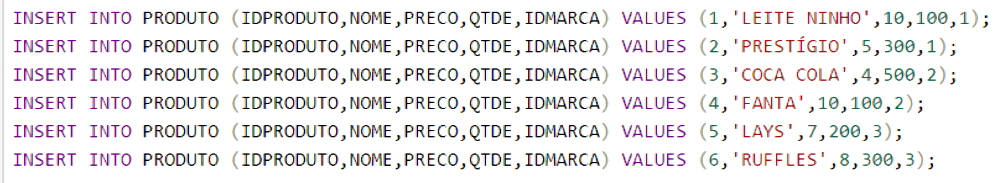 INSERT INTO PRODUTO (IDPRODUTO,NOME,PRECO,QTDE,IDMARCA) VALUES (1,'LEITE NINHO',10,100,1);
INSERT INTO PRODUTO (IDPRODUTO,NOME,PRECO,QTDE,IDMARCA) VALUES (2,'PRESTÍGIO',5,300,1);
INSERT INTO PRODUTO (IDPRODUTO,NOME,PRECO,QTDE,IDMARCA) VALUES (3,'COCA COLA',4,500,2);
INSERT INTO PRODUTO (IDPRODUTO,NOME,PRECO,QTDE,IDMARCA) VALUES (4,'FANTA',10,100,2);
INSERT INTO PRODUTO (IDPRODUTO,NOME,PRECO,QTDE,IDMARCA) VALUES (5,'LAYS',7,200,3);
INSERT INTO PRODUTO (IDPRODUTO,NOME,PRECO,QTDE,IDMARCA) VALUES (6,'RUFFLES',8,300,3);